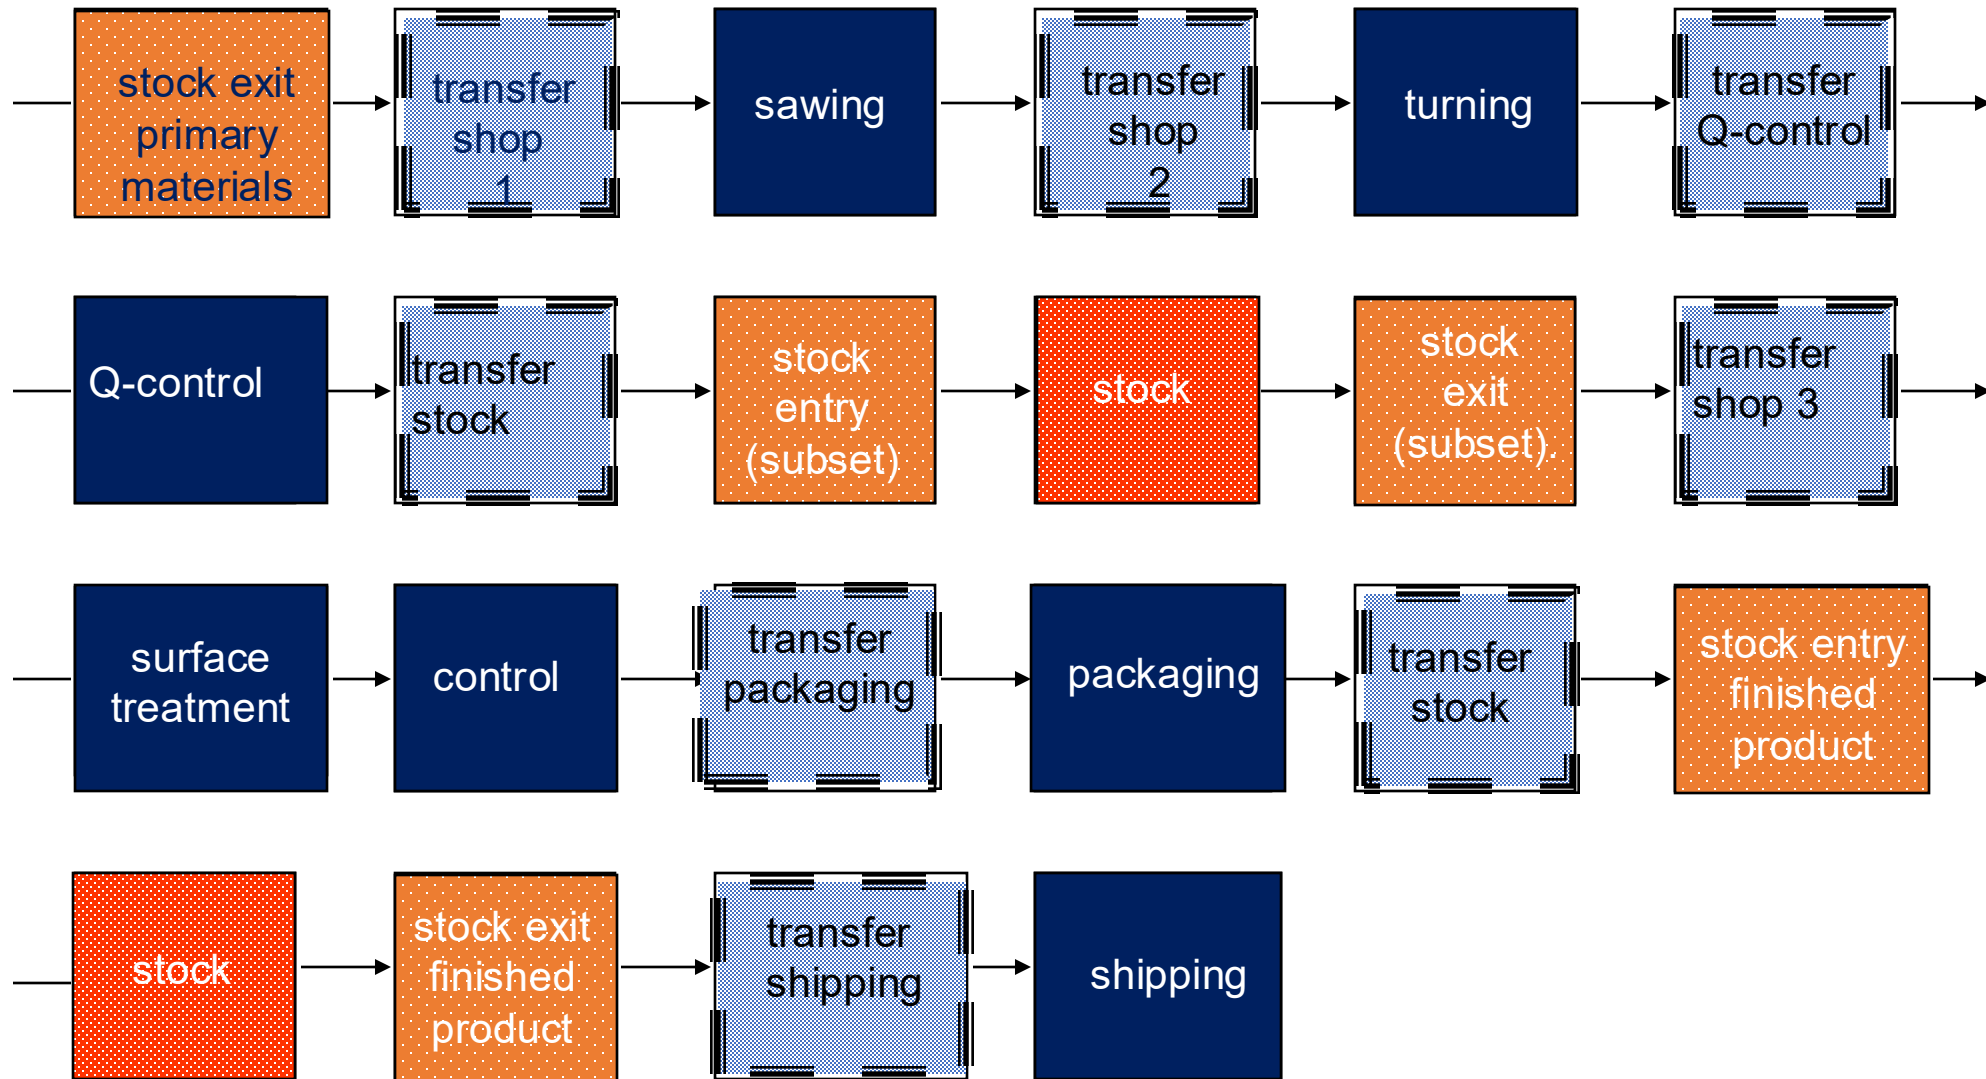 stock exit
primary
materials
transfer
shop
1
sawing
transfer
shop
2
turning
transfer
Q-control
Q-control
transfer
stock
stock
entry
(subset)
stock
stock
exit
(subset).
transfer
shop 3
surface
treatment
control
transfer
packaging
packaging
transfer
stock
stock entry
finished
product
stock
stock exit
finished
product
transfer
shipping
shipping